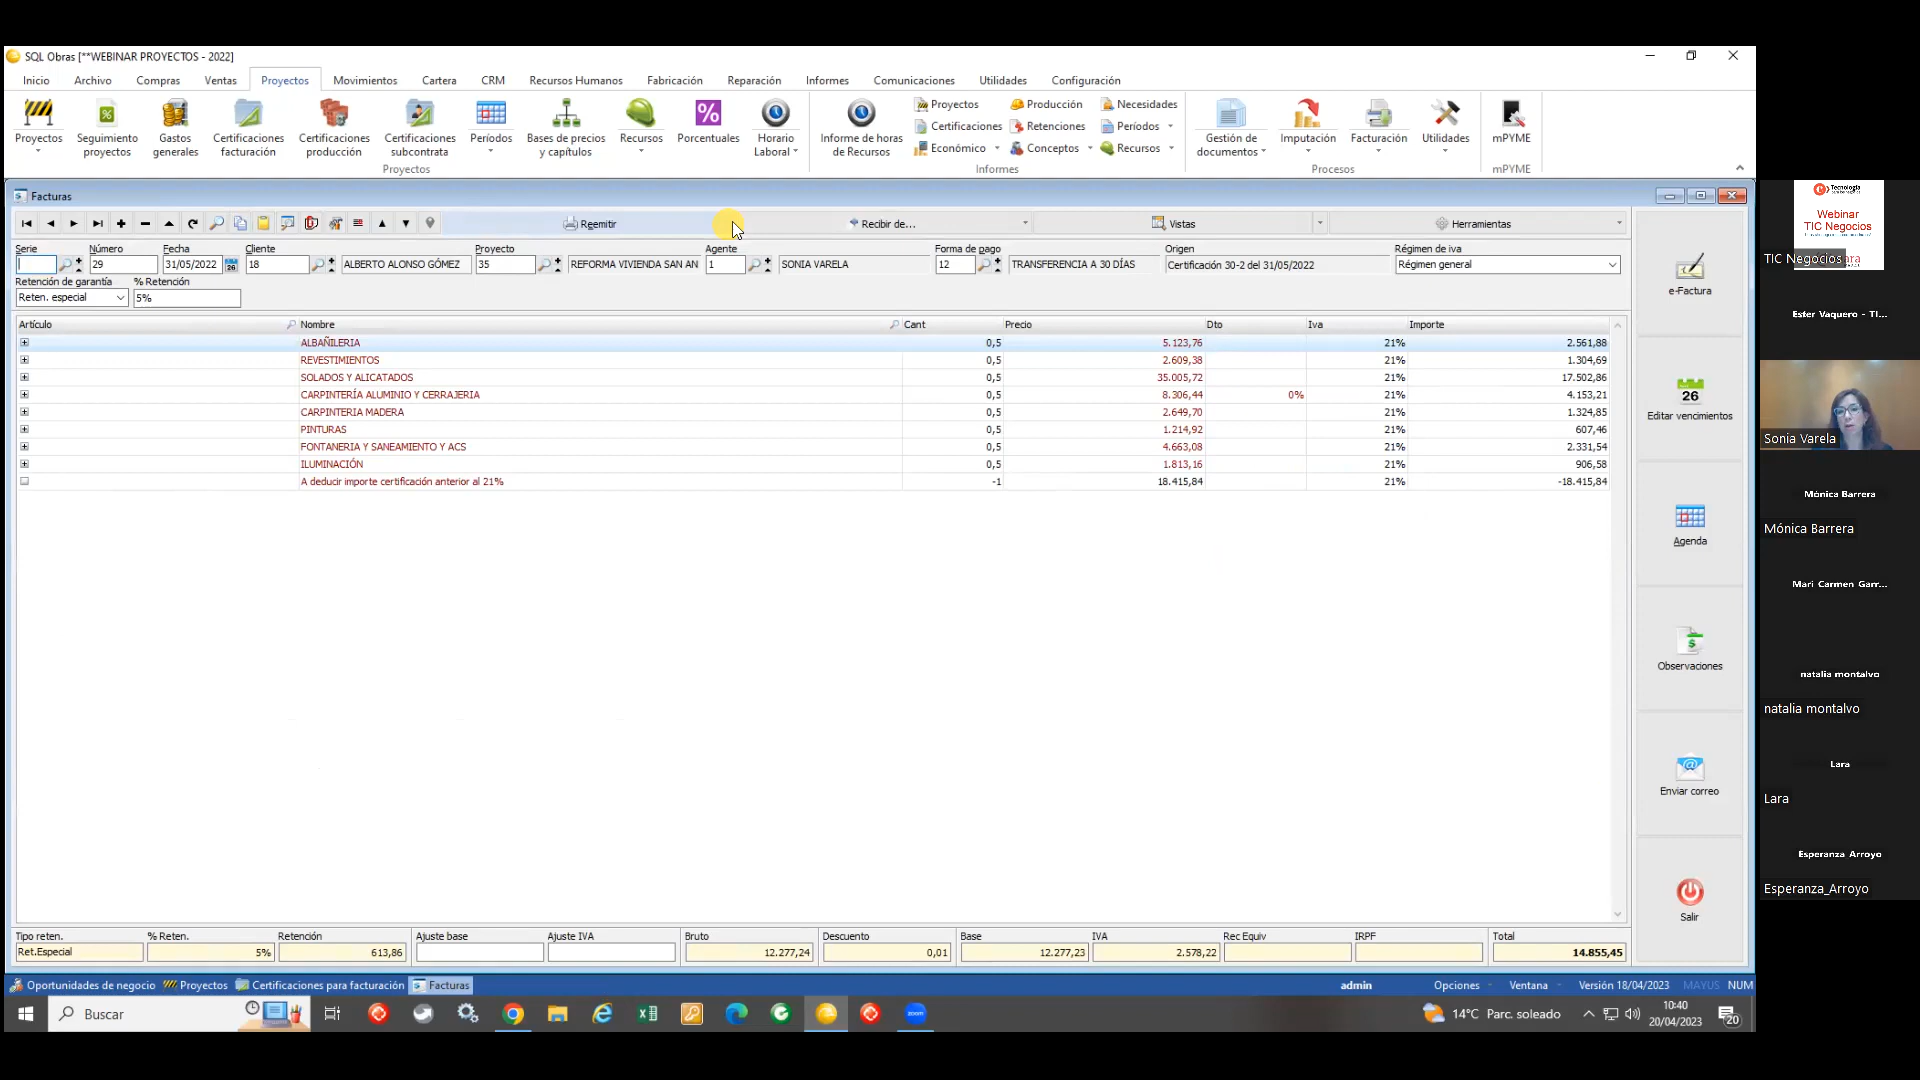 SQL Obras [**WEBINAR PROYECTOS - 2022]
Inicio Archivo Compras Ventas Proyectos Movimientos Cartera CRM Recursos Humanos Fabricación Reparación Informes Comunicaciones Utilidades Configuración
Proyectos
Seguimiento proyectos
Gastos generales
Certificaciones facturación
Certificaciones producción
Certificaciones subcontrata
Períodos
Bases de precios y capítulos
Recursos
Porcentuales
Horario Laboral
Informe de horas de Recursos
Proyectos Producción Necesidades
Certificaciones Retenciones Períodos
Económico Conceptos Recursos
Gestión de documentos
Imputación
Facturación
Utilidades
mPYME
Proyectos Informes Procesos mPYME
Facturas
Reemitir Recibir de... Vistas Herramientas
Serie Número Fecha Cliente Proyecto Agente Forma de pago Origen Régimen de iva
29 31/05/2022 26 18 ALBERTO ALONSO GÓMEZ 35 REFORMA VIVIENDA SAN AN 1 SONIA VARELA 12 TRANSFERENCIA A 30 DÍAS Certificación 30-2 del 31/05/2022 Régimen general
Retención de garantía % Retención
Reten. especial 5%
Artículo Nombre Cant Precio Dto Iva Importe
ALBAÑILERIA 0,5 5.123,76 21% 2.561,88
REVESTIMIENTOS 0,5 2.609,38 21% 1.304,69
SOLADOS Y ALICATADOS 0,5 35.005,72 21% 17.502,86
CARPINTERÍA ALUMINIO Y CERRAJERIA 0,5 8.306,44 0% 21% 4.153,21
CARPINTERIA MADERA 0,5 2.649,70 21% 1.324,85
PINTURAS 0,5 1.214,92 21% 607,46
FONTANERIA Y SANEAMIENTO Y ACS 0,5 4.663,08 21% 2.331,54
ILUMINACIÓN 0,5 1.813,16 21% 906,58
A deducir importe certificación anterior al 21% -1 18.415,84 21% -18.415,84
e-Factura
26
Editar vencimientos
Agenda
Observaciones
Enviar correo
Salir
Tipo reten. % Reten. Retención Ajuste base Ajuste IVA Bruto Descuento Base IVA Rec Equiv IRPF Total
Ret.Especial 5% 613,86 12.277,24 0,01 12.277,23 2.578,22 14.855,45
Oportunidades de negocio Proyectos Certificaciones para facturación Facturas admin Opciones Ventana Versión 18/04/2023 MAYUS NUM
Buscar
zoom
14°C Parc. soleado
10:40
20/04/2023
20
Tecnología
Webinar
TIC Negocios
TIC Negocios
Ester Vaquero - TI...
Sonia Varela
Mónica Barrera
Mónica Barrera
Mari Carmen Garr...
natalia montalvo
natalia montalvo
Lara
Lara
Esperanza Arroyo
Esperanza_Arroyo